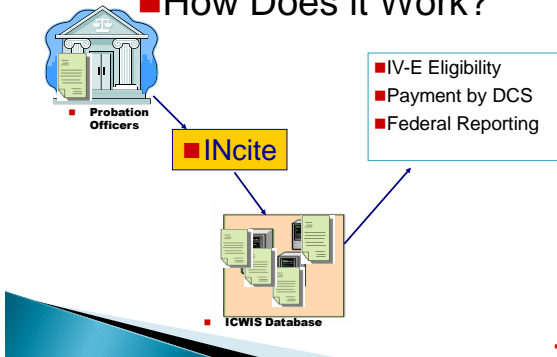 How Does It Work?
Probation
Officers
INcite
IV-E Eligibility
Payment by DCS
Federal Reporting
ICWIS Database